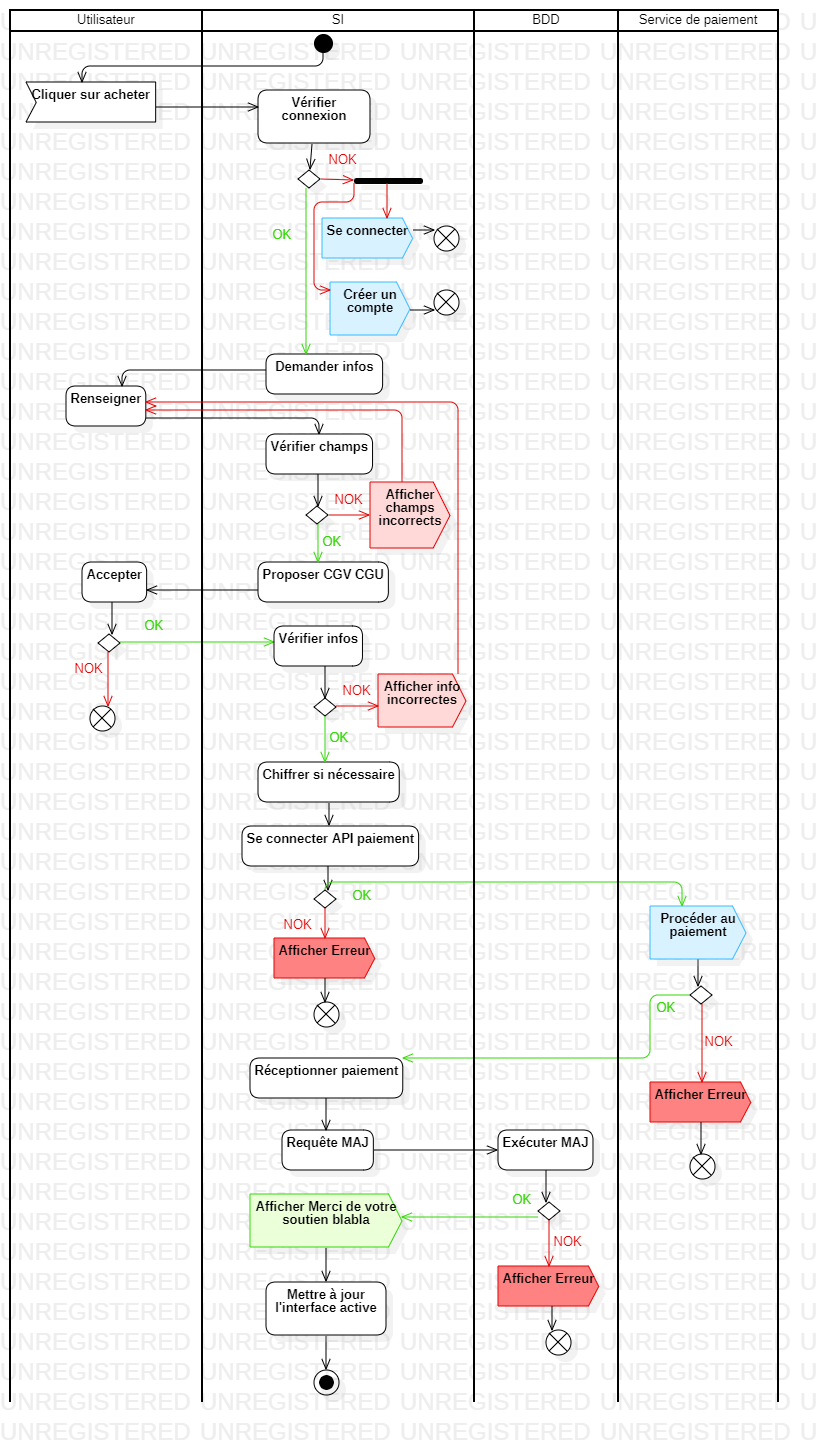 Utilisateur
SI
BDD
Service de paiement
Cliquer sur acheter
Vérifier
connexion
NOK
Se connecter
OK
Créer un
compte
Demander infos
Renseigner
Vérifier champs
Afficher
champs
incorrects
NOK
OK
Accepter
Proposer CGV CGU
OK
Vérifier infos
NOK
Afficher info
incorrectes
NOK
OK
Chiffrer si nécessaire
Se connecter API paiement
OK
Procéder au
paiement
NOK
Afficher Erreur
OK
NOK
Réceptionner paiement
Afficher Erreur
Requête MAJ
Exécuter MAJ
OK
Afficher Merci de votre
soutien blabla
NOK
Afficher Erreur
Mettre à jour
l'interface active
UNREGISTERED